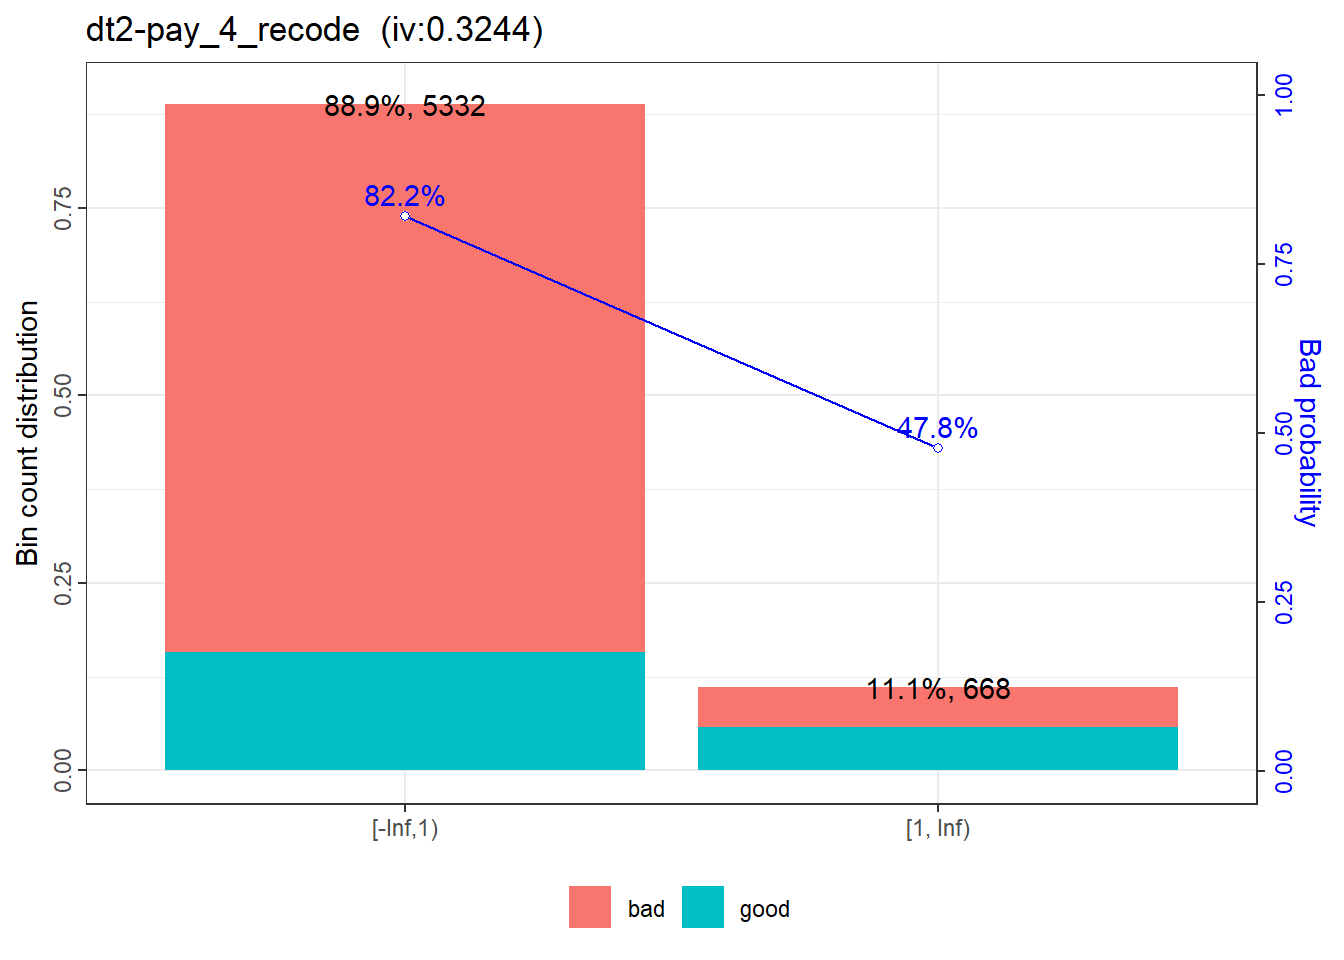 dt2-pay_4_recode  (iv:0.3244)
Bin count distribution
0.75
0.50
0.25
0.00
88.9%, 5332
82.2%
47.8%
11.1%, 668
1.00
0.75
0.50
0.25
0.00
Bad probability
[-Inf,1)
[1, Inf)
bad
good